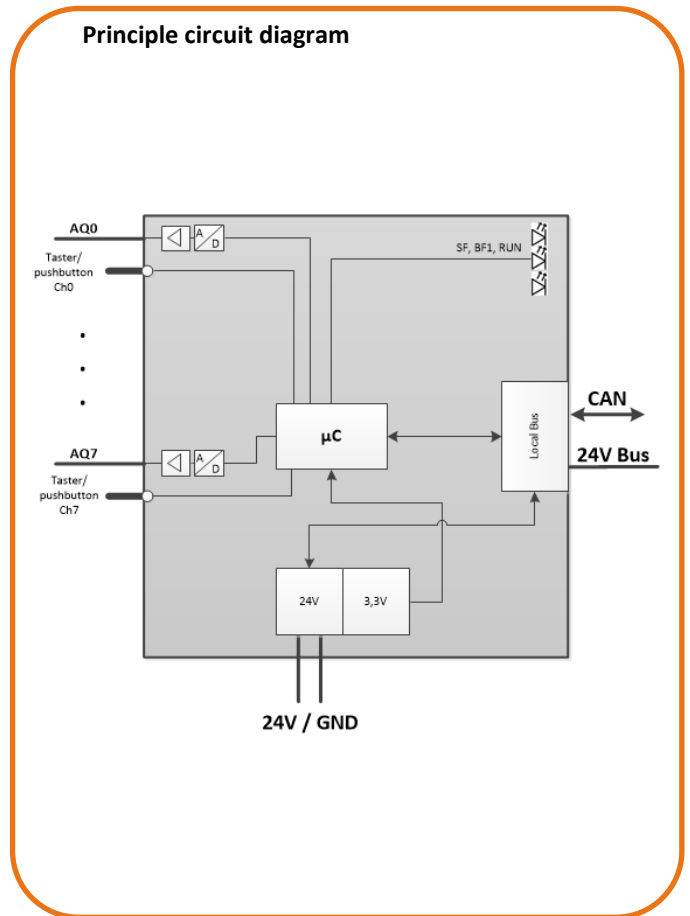 Principle circuit diagram
AQ0
A
D
Taster/
pushbutton
Ch0
SF, BF1, RUN
AQ7
A
D
Taster/
pushbutton
Ch7
µC
Local Bus
CAN
24V Bus
24V
3,3V
24V / GND